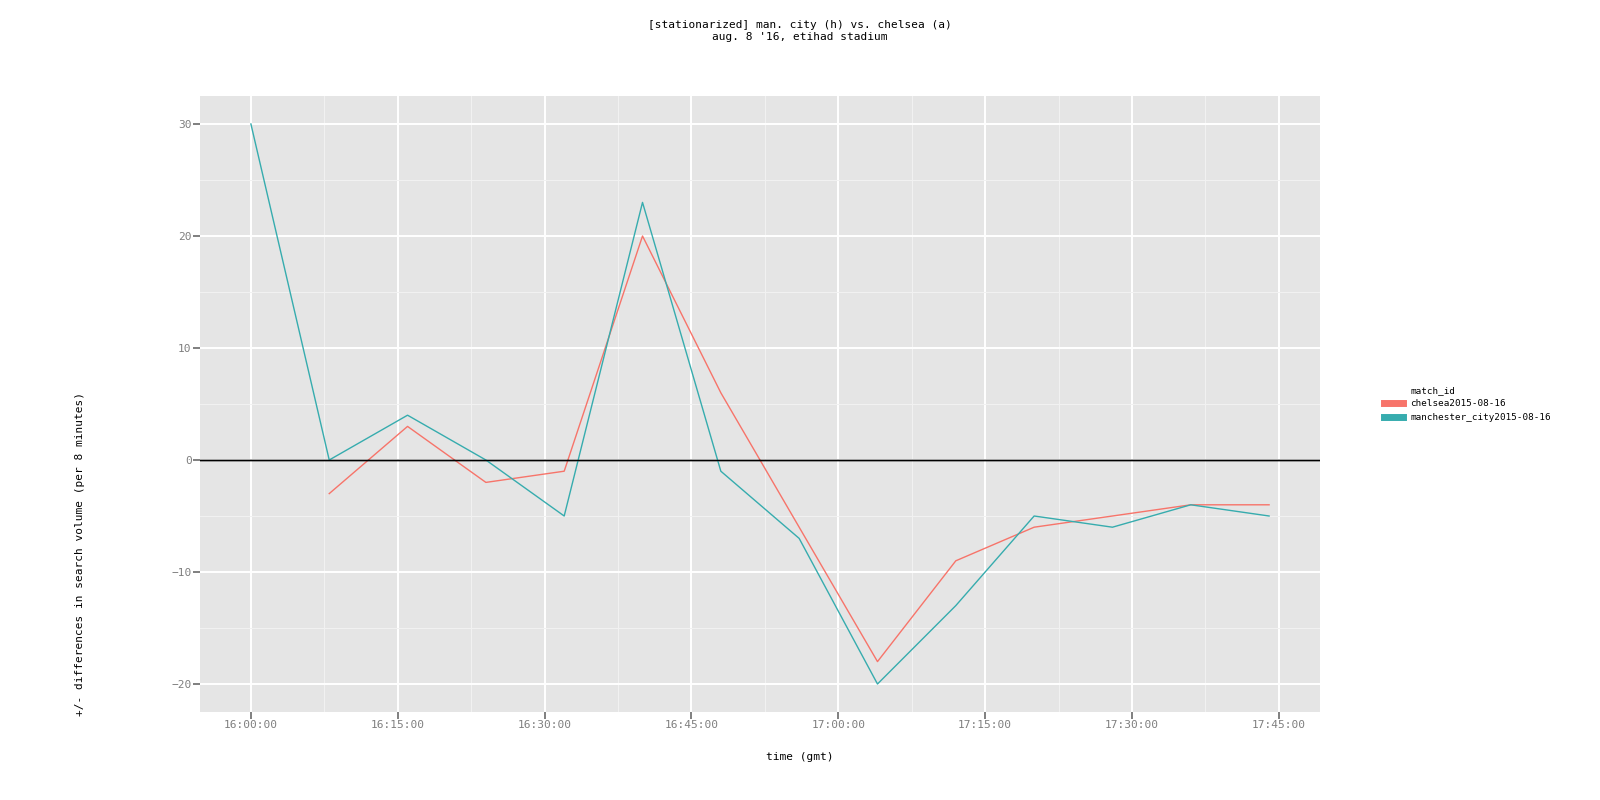 [stationarized] man. city (h) vs. chelsea (a)
aug. 8 '16, etihad stadium
+/- differences in search volume (per 8 minutes)
30
20
10
0
−10
−20
16:00:00
16:15:00
16:30:00
16:45:00
17:00:00
17:15:00
17:30:00
17:45:00
time (gmt)
match_id
chelsea2015-08-16
manchester_city2015-08-16